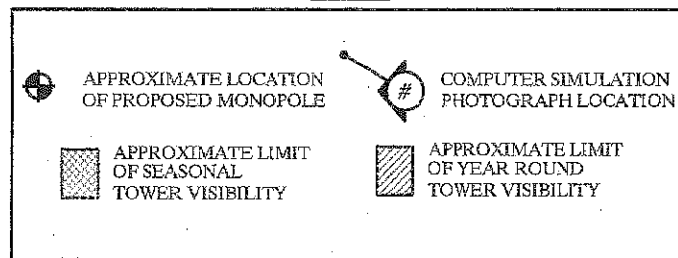 APPROXIMATE LOCATION
OF PROPOSED MONOPOLE
#
COMPUTER SIMULATION
PHOTOGRAPH LOCATION
APPROXIMATE LIMIT
OF SEASONAL
TOWER VISIBILITY
APPROXIMATE LIMIT
OF YEAR ROUND
TOWER VISIBILITY